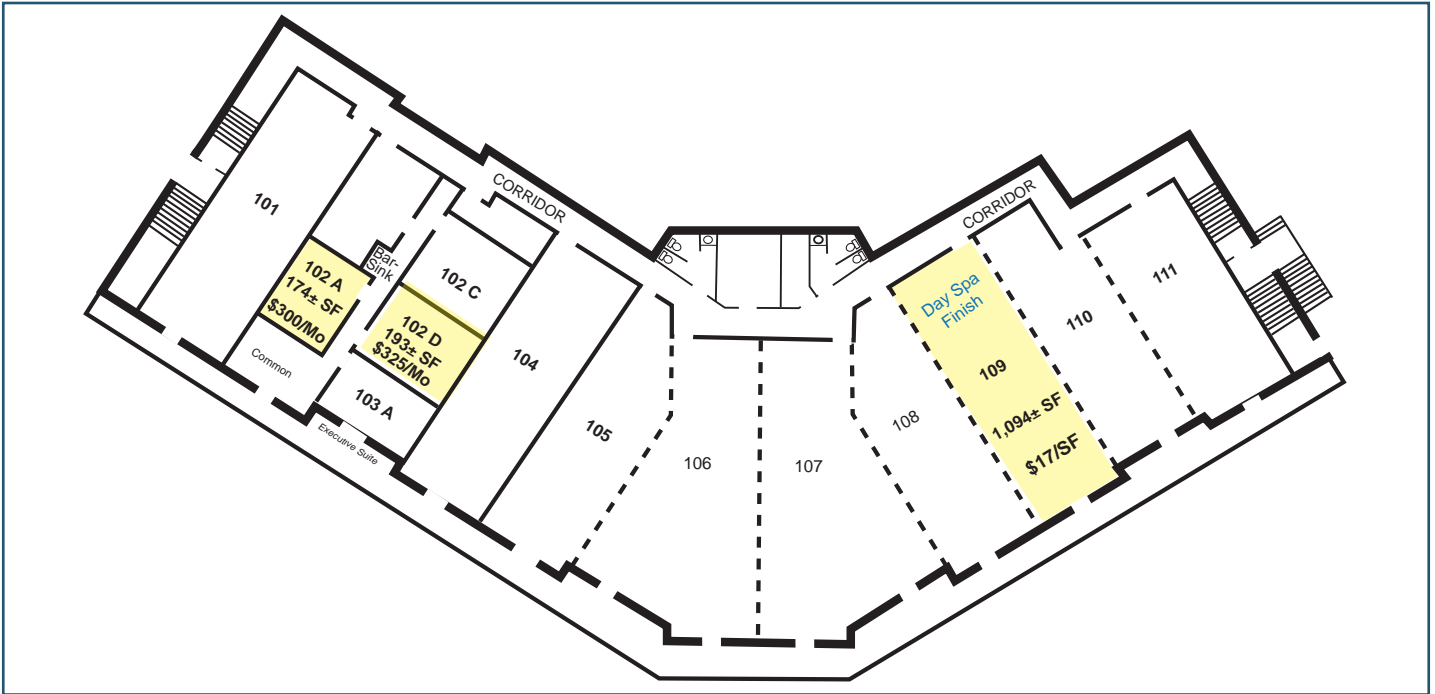 101
102 A
174± SF
$300/Mo
Common
Bar-
Sink
CORRIDOR
102 C
102 D
193± SF
$325/Mo
103 A
Executive Suite
104
105
106
107
108
CORRIDOR
Day Spa
Finish
109
1,094± SF
$17/SF
110
111